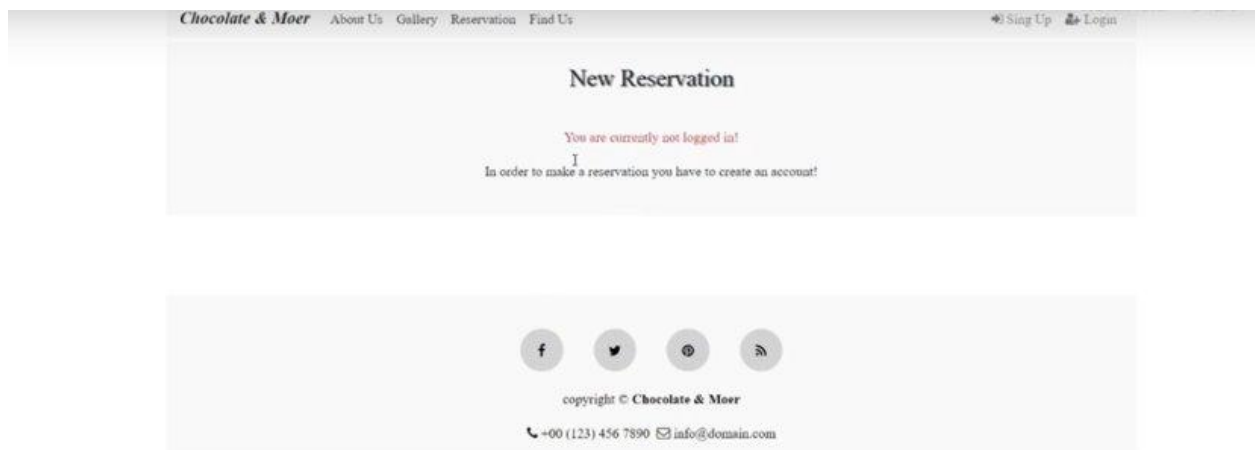 Chocolate & Moer About Us Gallery Reservation Find Us Sing Up Login
New Reservation
You are currently not logged in!
In order to make a reservation you have to create an account!
copyright © Chocolate & Moer
+00 (123) 456 7890 info@domain.com